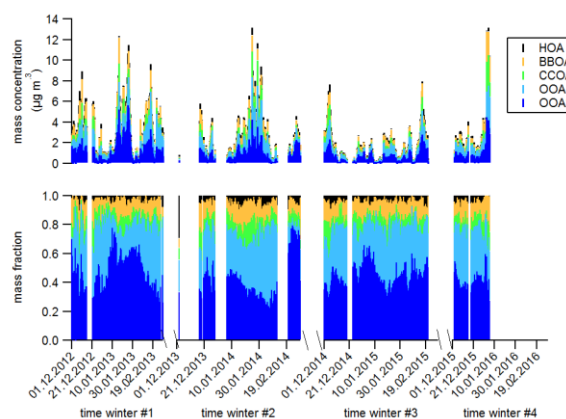 14
12
10
8
6
4
2
0
mass concentration
(µg m⁻³)
HOA
BBOA
CCOA
OOA
OOA
1.0
0.8
0.6
0.4
0.2
0.0
mass fraction
01.12.2012
21.12.2012
10.01.2013
30.01.2013
19.02.2013
01.12.2013
21.12.2013
10.01.2014
30.01.2014
19.02.2014
01.12.2014
21.12.2014
10.01.2015
30.01.2015
19.02.2015
01.12.2015
21.12.2015
10.01.2016
30.01.2016
19.02.2016
time winter #1
time winter #2
time winter #3
time winter #4